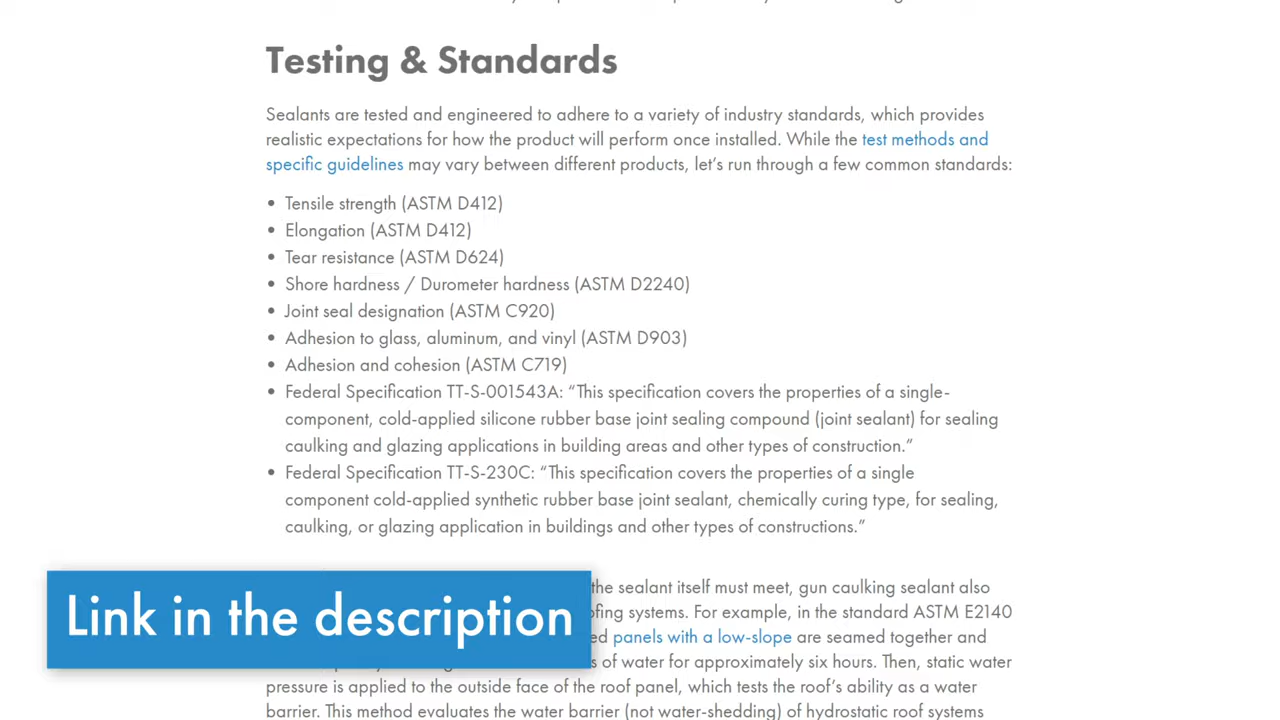 Testing & Standards
Sealants are tested and engineered to adhere to a variety of industry standards, which provides
realistic expectations for how the product will perform once installed. While the test methods and
specific guidelines may vary between different products, let's run through a few common standards:
• Tensile strength (ASTM D412)
• Elongation (ASTM D412)
• Tear resistance (ASTM D624)
• Shore hardness / Durometer hardness (ASTM D2240)
• Joint seal designation (ASTM C920)
• Adhesion to glass, aluminum, and vinyl (ASTM D903)
• Adhesion and cohesion (ASTM C719)
• Federal Specification TT-S-001543A: “This specification covers the properties of a single-
component, cold-applied silicone rubber base joint sealing compound (joint sealant) for sealing
caulking and glazing applications in building areas and other types of construction.”
• Federal Specification TT-S-230C: “This specification covers the properties of a single
component cold-applied synthetic rubber base joint sealant, chemically curing type, for sealing,
caulking, or glazing application in buildings and other types of constructions.”
the sealant itself must meet, gun caulking sealant also
systems. For example, in the standard ASTM E2140
Link in the description
panels with a low-slope are seamed together and
of water for approximately six hours. Then, static water
pressure is applied to the outside face of the roof panel, which tests the roof's ability as a water
barrier. This method evaluates the water barrier (not water-shedding) of hydrostatic roof systems